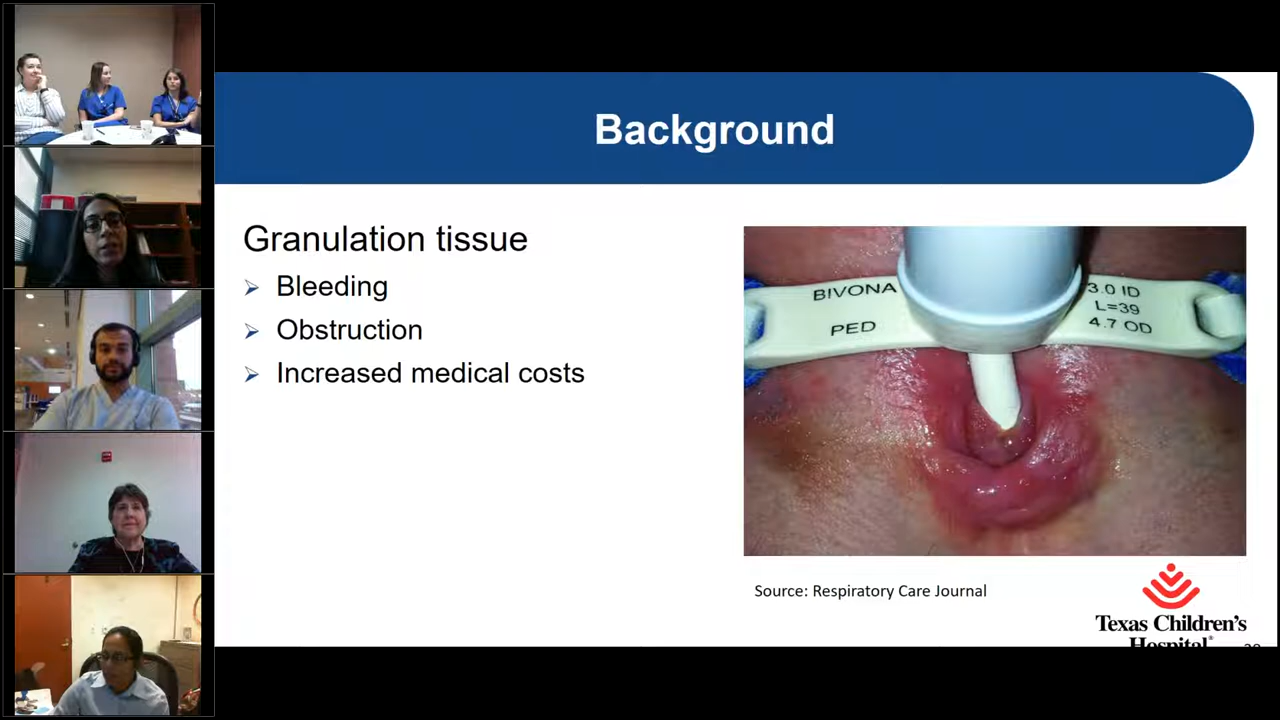 Background
Granulation tissue
Bleeding
Obstruction
Increased medical costs
BIVONA
PED
3.0 ID
L=39
4.7 OD
Source: Respiratory Care Journal
Texas Children's
Hospital